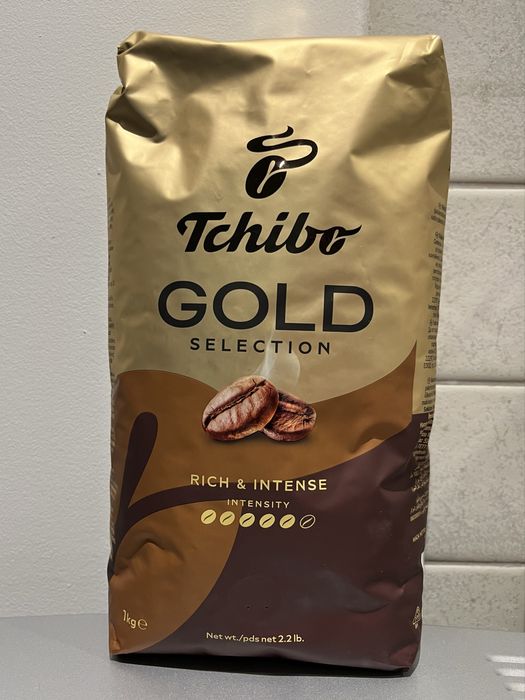 Tchibo
GOLD
SELECTION
RICH & INTENSE
INTENSITY
1kg ℮
Net wt./pds net 2.2 lb.